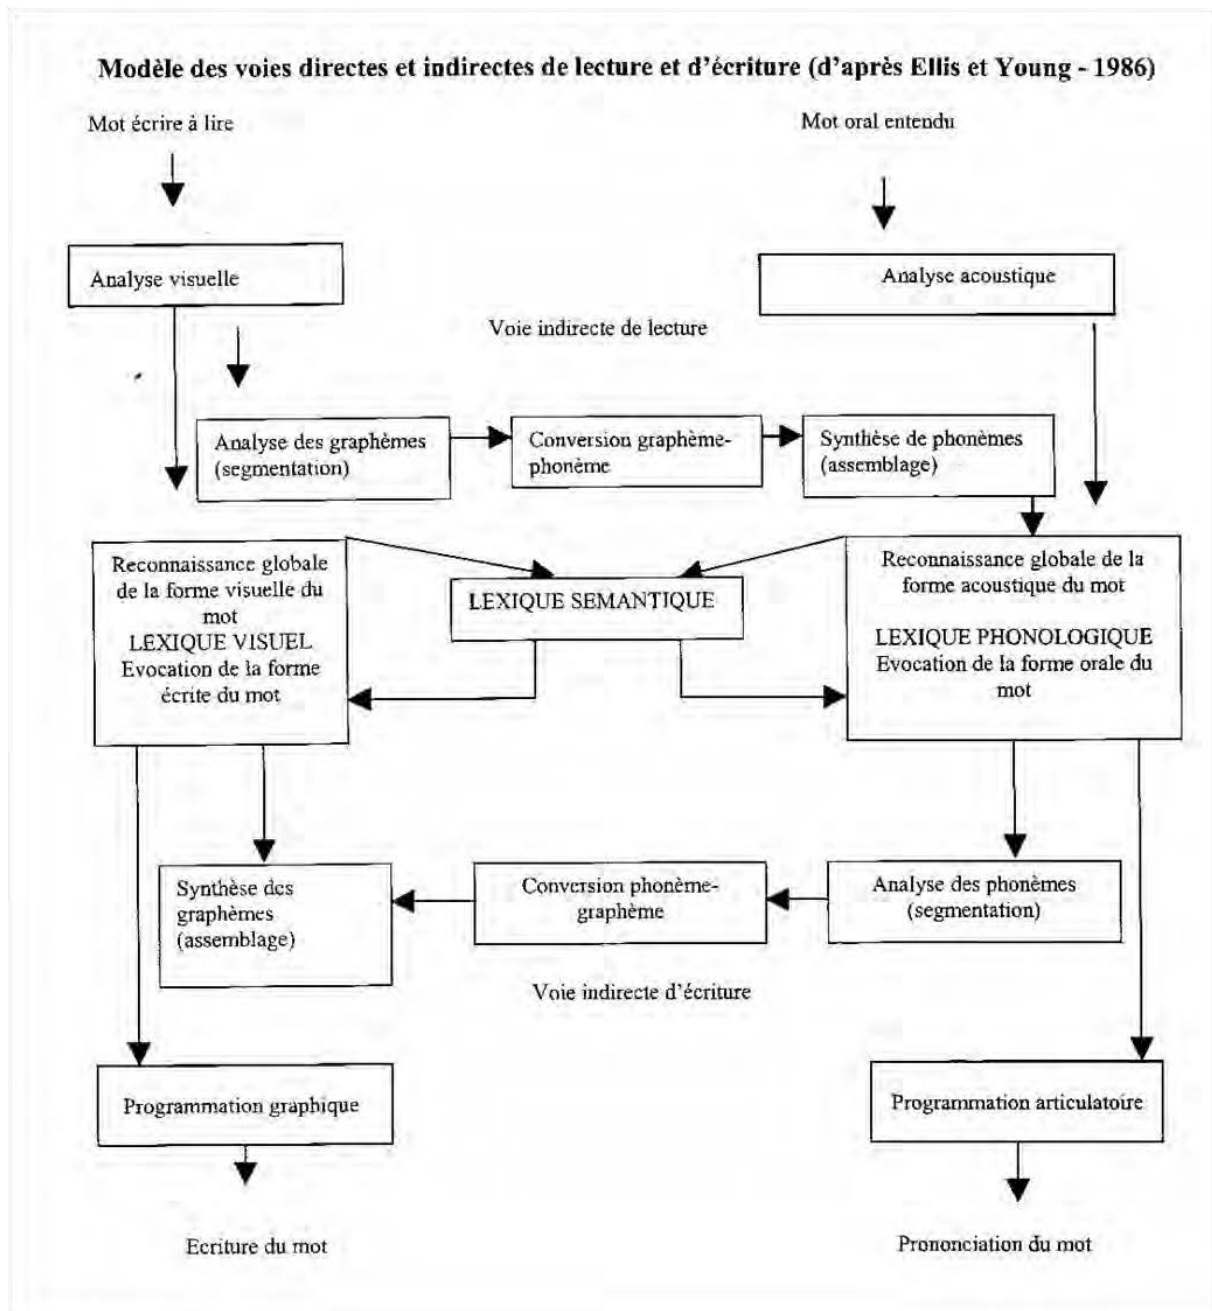 Modèle des voies directes et indirectes de lecture et d'écriture (d'après Ellis et Young - 1986)
Mot écrire à lire
Mot oral entendu
Analyse visuelle
Analyse acoustique
Voie indirecte de lecture
Analyse des graphèmes
(segmentation)
Conversion graphème-
phonème
Synthèse de phonèmes
(assemblage)
Reconnaissance globale
de la forme visuelle du
mot
LEXIQUE VISUEL
Evocation de la forme
écrite du mot
LEXIQUE SEMANTIQUE
Reconnaissance globale de la
forme acoustique du mot
LEXIQUE PHONOLOGIQUE
Evocation de la forme orale du
mot
Synthèse des
graphèmes
(assemblage)
Conversion phonème-
graphème
Analyse des phonèmes
(segmentation)
Voie indirecte d'écriture
Programmation graphique
Programmation articulatoire
Ecriture du mot
Prononciation du mot